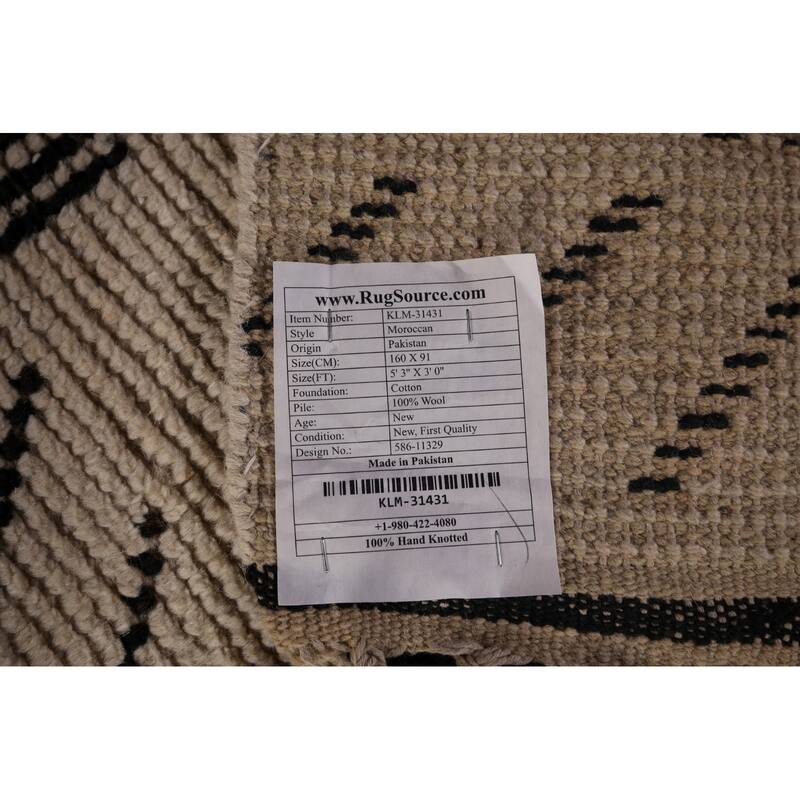 www.RugSource.com
Item Number: KLM-31431
Style Moroccan
Origin Pakistan
Size(CM): 160 X 91
Size(FT): 5' 3" X 3' 0"
Foundation: Cotton
Pile: 100% Wool
Age: New
Condition: New, First Quality
Design No.: 586-11329
Made in Pakistan
KLM-31431
+1-980-422-4080
100% Hand Knotted